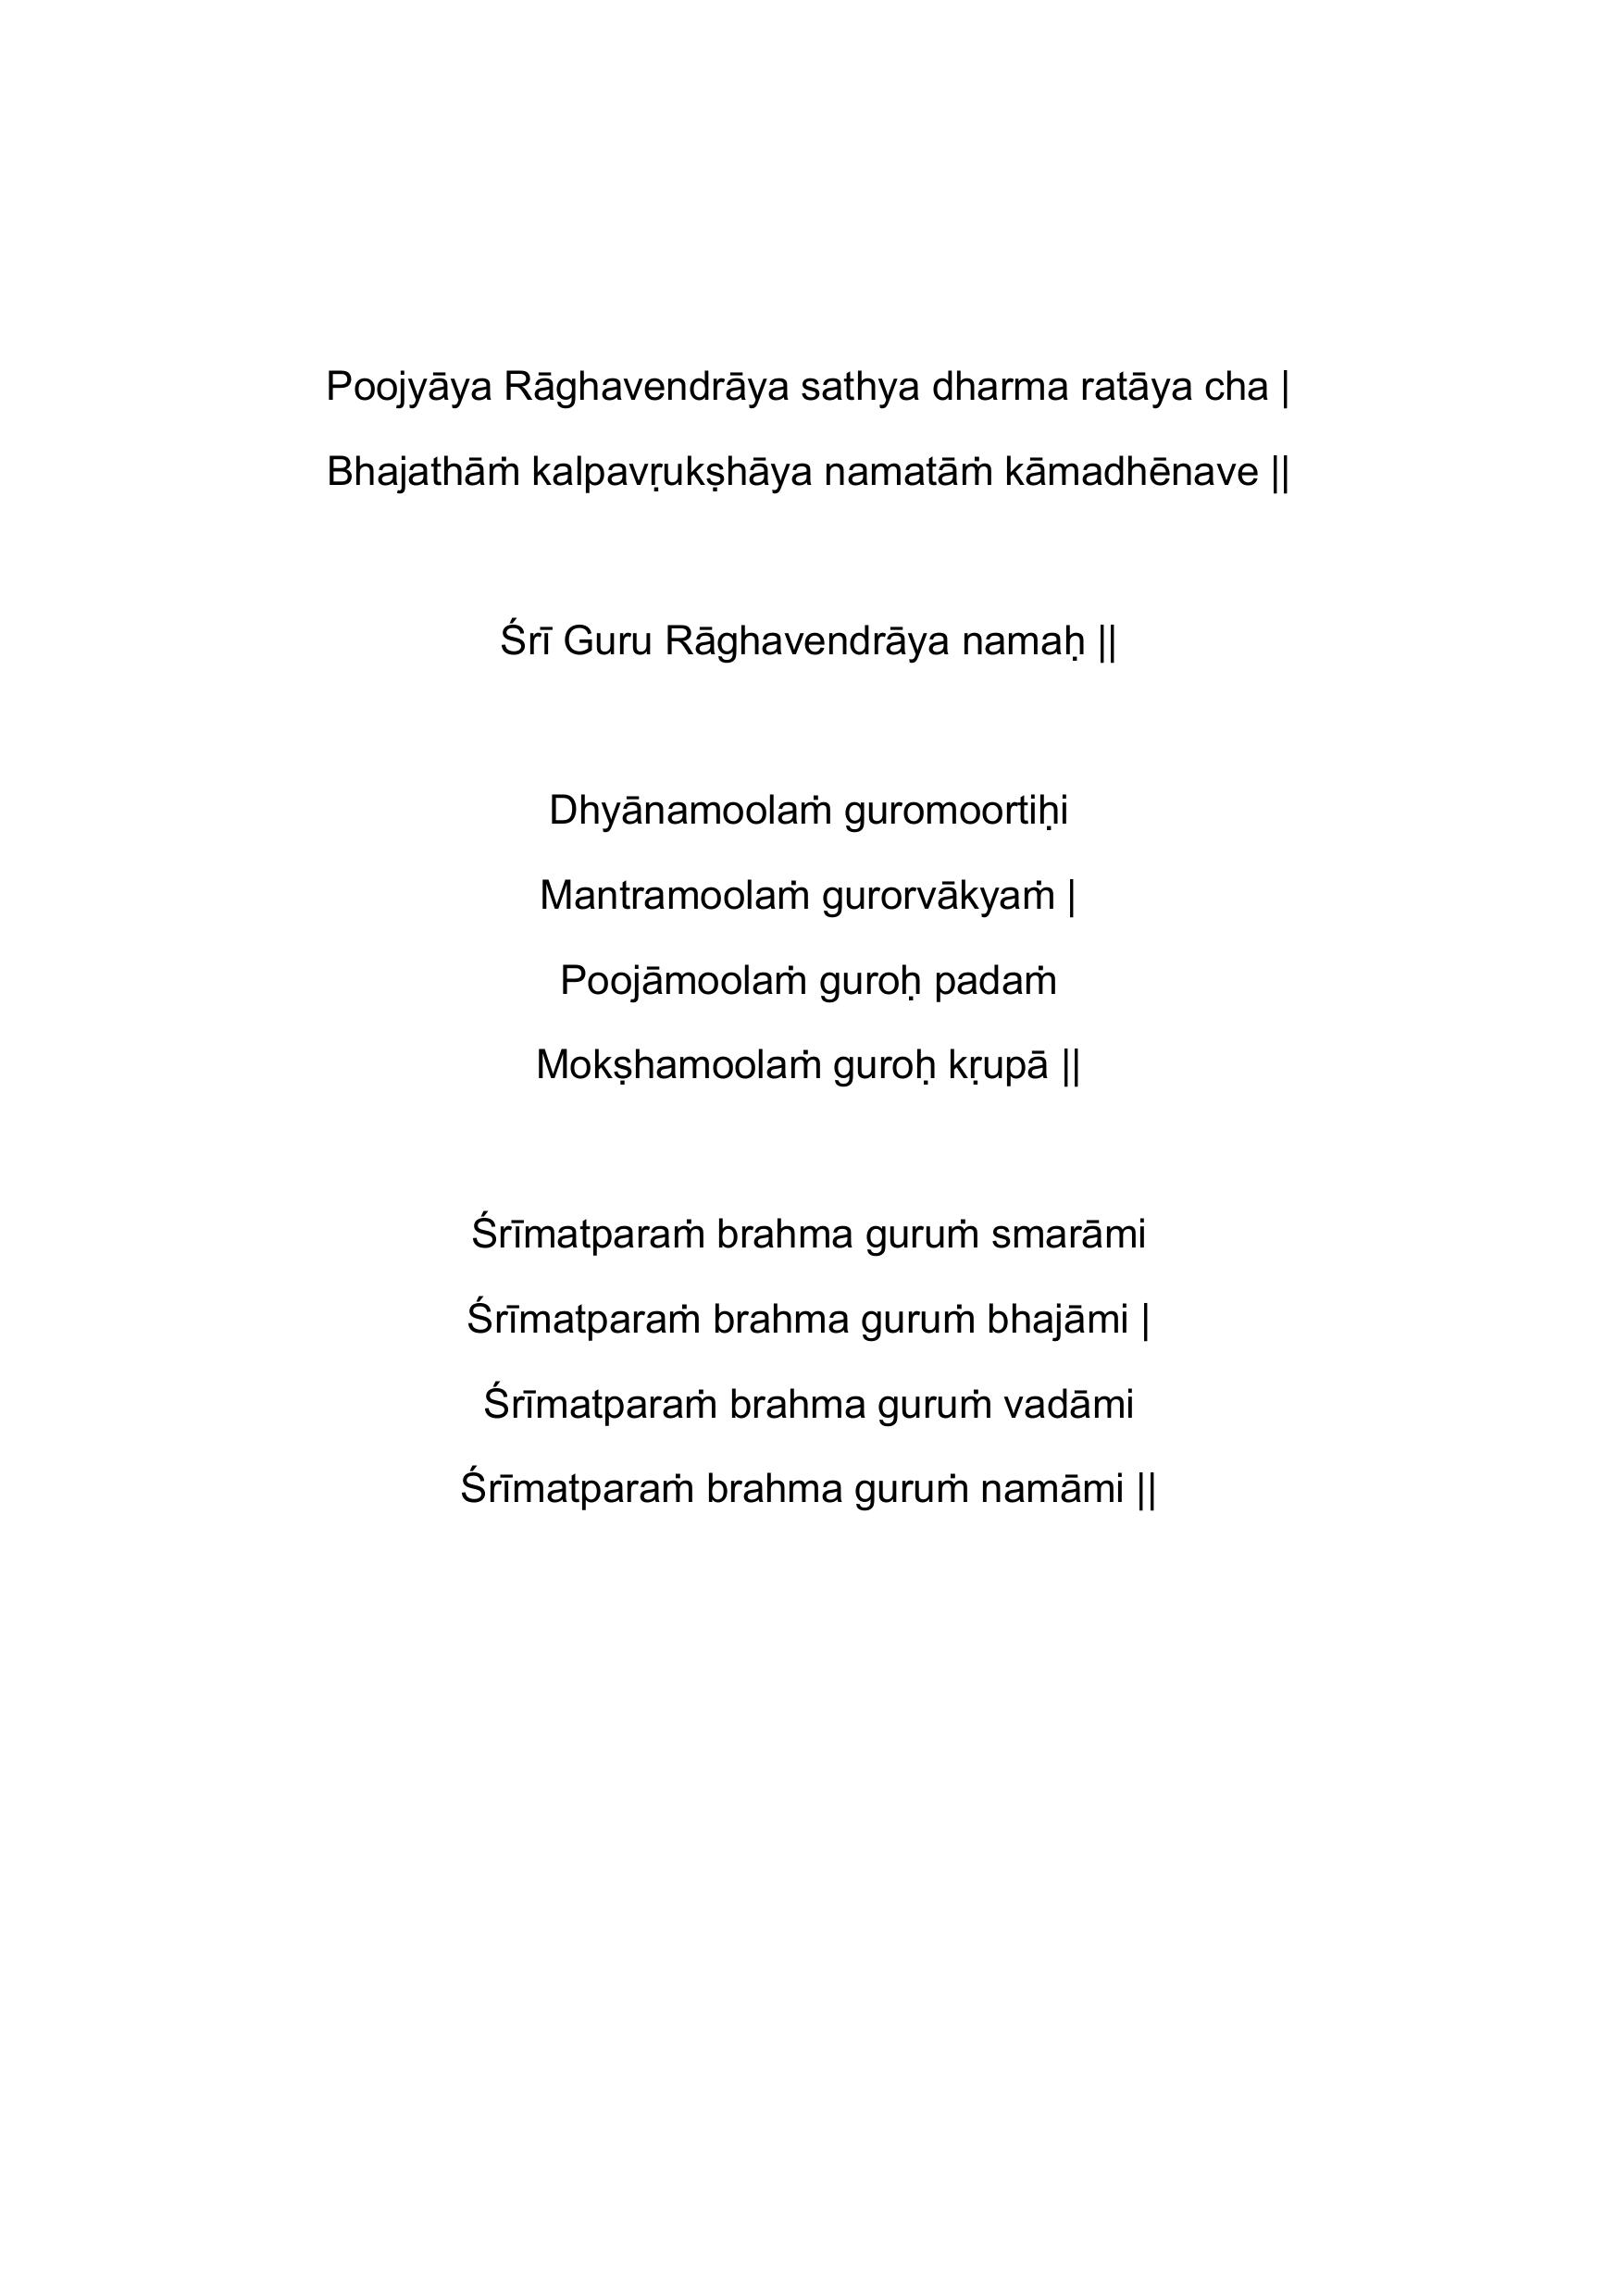 Poojyāya Rāghavendrāya sathya dharma ratāya cha |
Bhajathāṁ kalpavṛukṣhāya namatāṁ kāmadhēnave ||
Śrī Guru Rāghavendrāya namaḥ ||
Dhyānamoolaṁ guromoortiḥi
Mantramoolaṁ gurorvākyaṁ |
Poojāmoolaṁ guroḥ padaṁ
Mokṣhamoolaṁ guroḥ kṛupā ||
Śrīmatparaṁ brahma guruṁ smarāmi
Śrīmatparaṁ brahma guruṁ bhajāmi |
Śrīmatparaṁ brahma guruṁ vadāmi
Śrīmatparaṁ brahma guruṁ namāmi ||